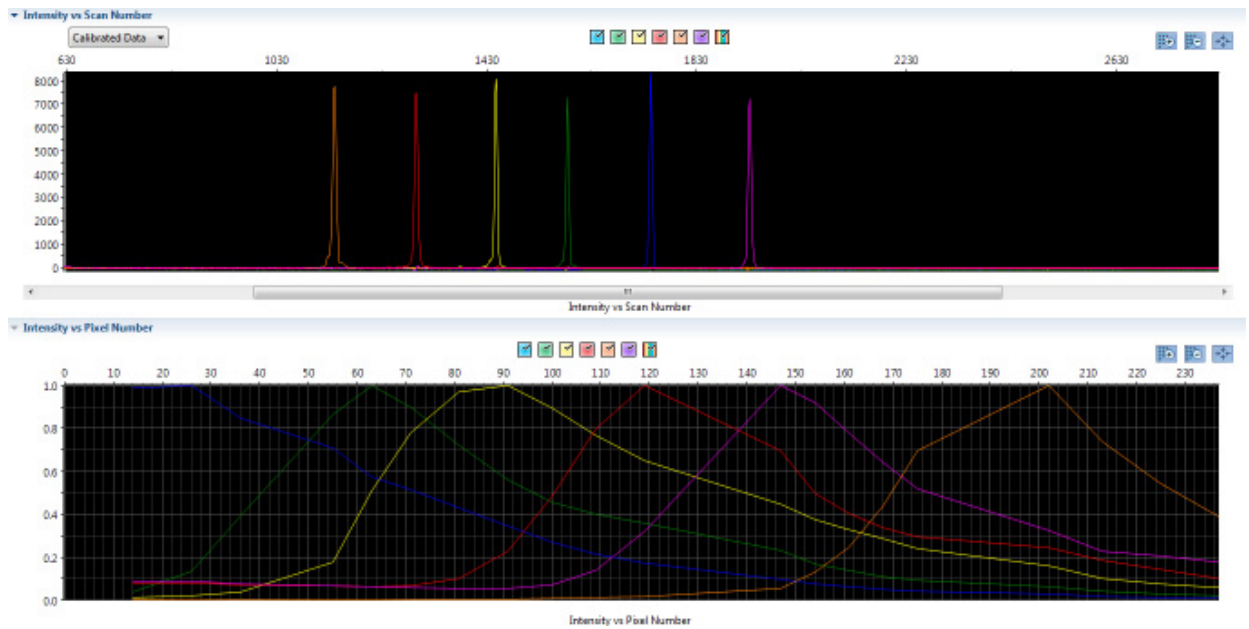 Intensity vs Scan Number
Calibrated Data
630 1030 1430 1830 2230 2630
8000
7000
6000
5000
4000
3000
2000
1000
0
Intensity vs Scan Number
Intensity vs Pixel Number
0 10 20 30 40 50 60 70 80 90 100 110 120 130 140 150 160 170 180 190 200 210 220 230
1.0
0.8
0.6
0.4
0.2
0.0
Intensity vs Pixel Number